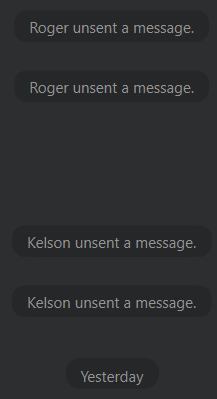 Roger unsent a message.
Roger unsent a message.
Kelson unsent a message.
Kelson unsent a message.
Yesterday